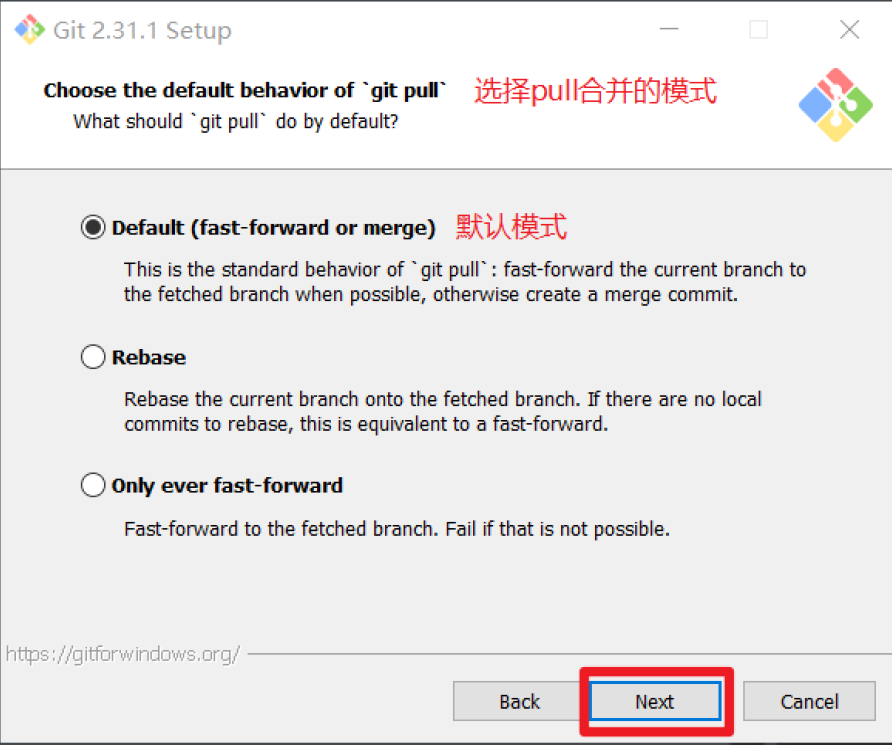 Git 2.31.1 Setup
Choose the default behavior of `git pull` 选择pull合并的模式
What should `git pull` do by default?
Default (fast-forward or merge) 默认模式
This is the standard behavior of `git pull`: fast-forward the current branch to
the fetched branch when possible, otherwise create a merge commit.
Rebase
Rebase the current branch onto the fetched branch. If there are no local
commits to rebase, this is equivalent to a fast-forward.
Only ever fast-forward
Fast-forward to the fetched branch. Fail if that is not possible.
https://gitforwindows.org/
Back Next Cancel